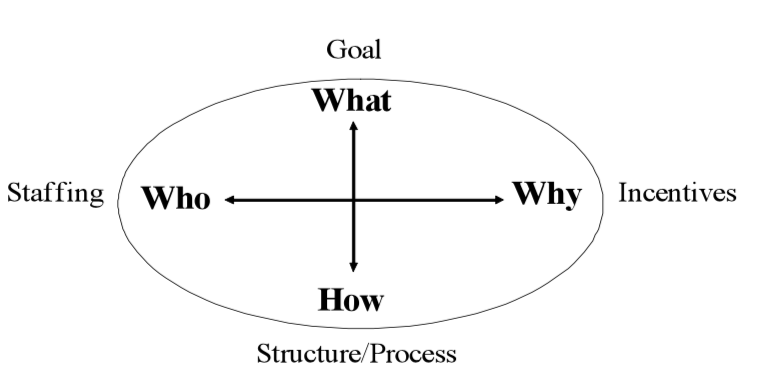 Goal
What
Staffing
Who
Why
Incentives
How
Structure/Process